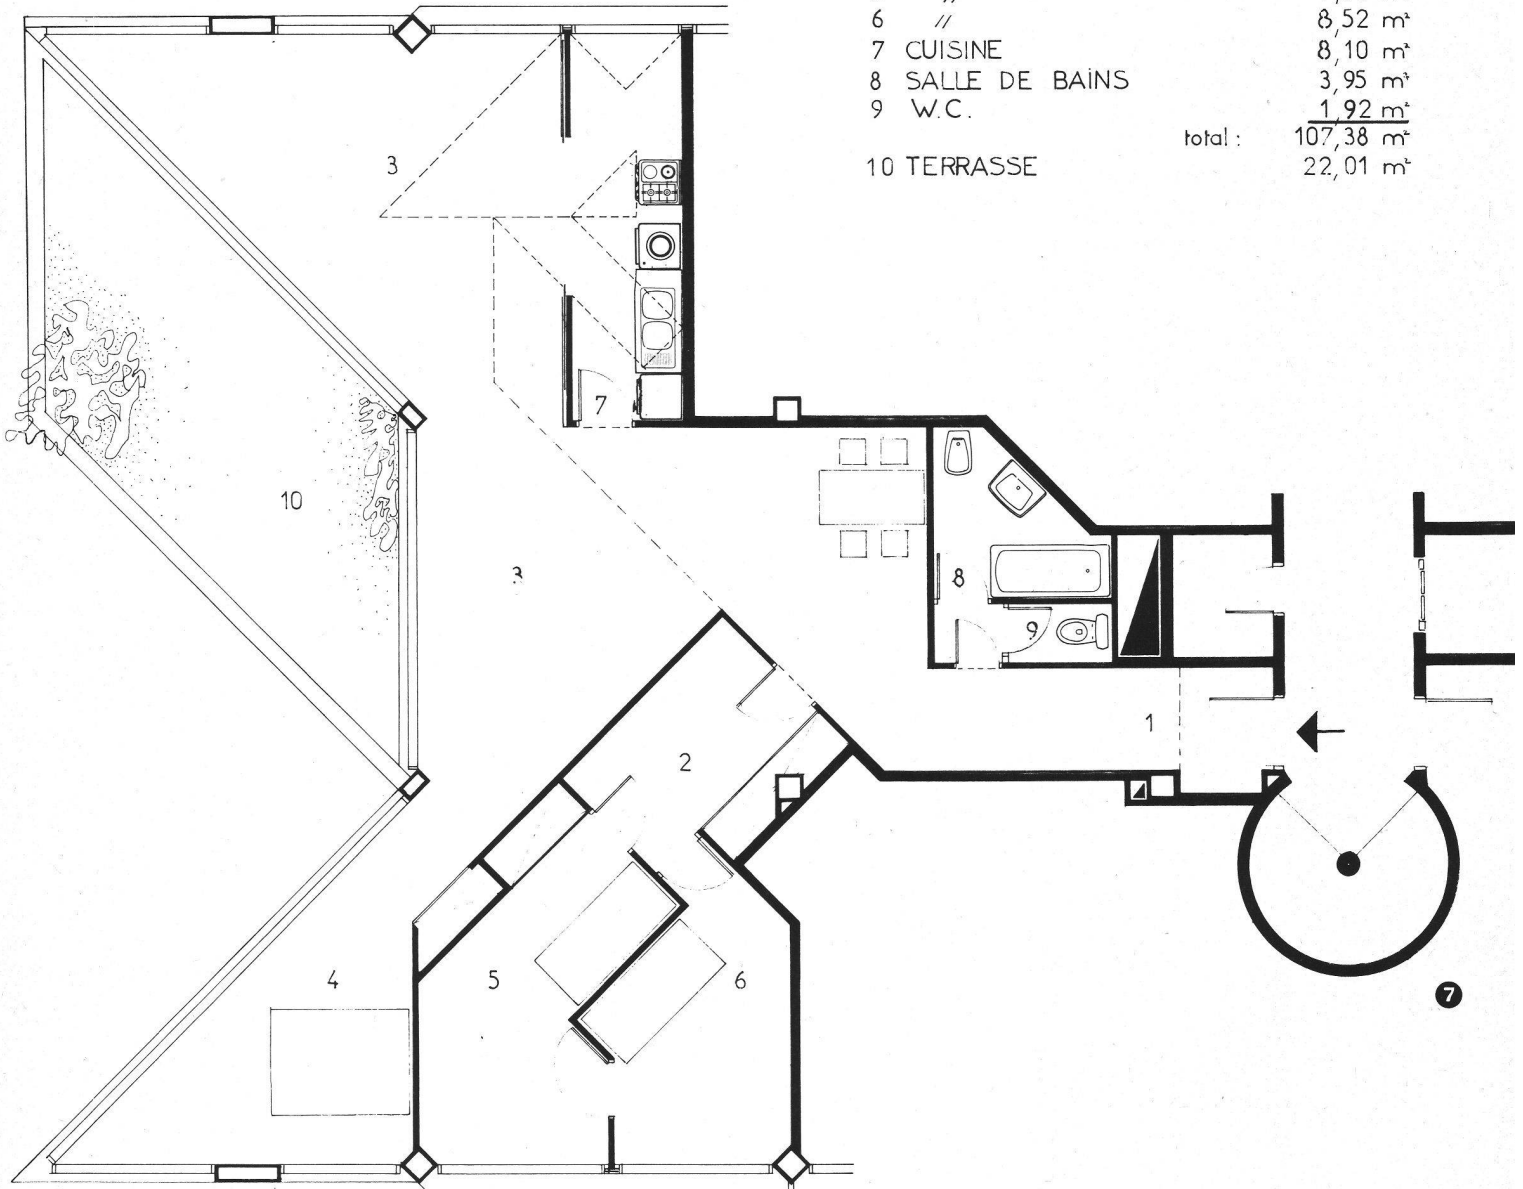 〃
6 〃 8,52 m²
7 CUISINE 8,10 m²
8 SALLE DE BAINS 3,95 m²
9 W.C. 1,92 m²
total : 107,38 m²
10 TERRASSE 22,01 m²
3
7
10
3
8
9
1
2
4
5
6
7